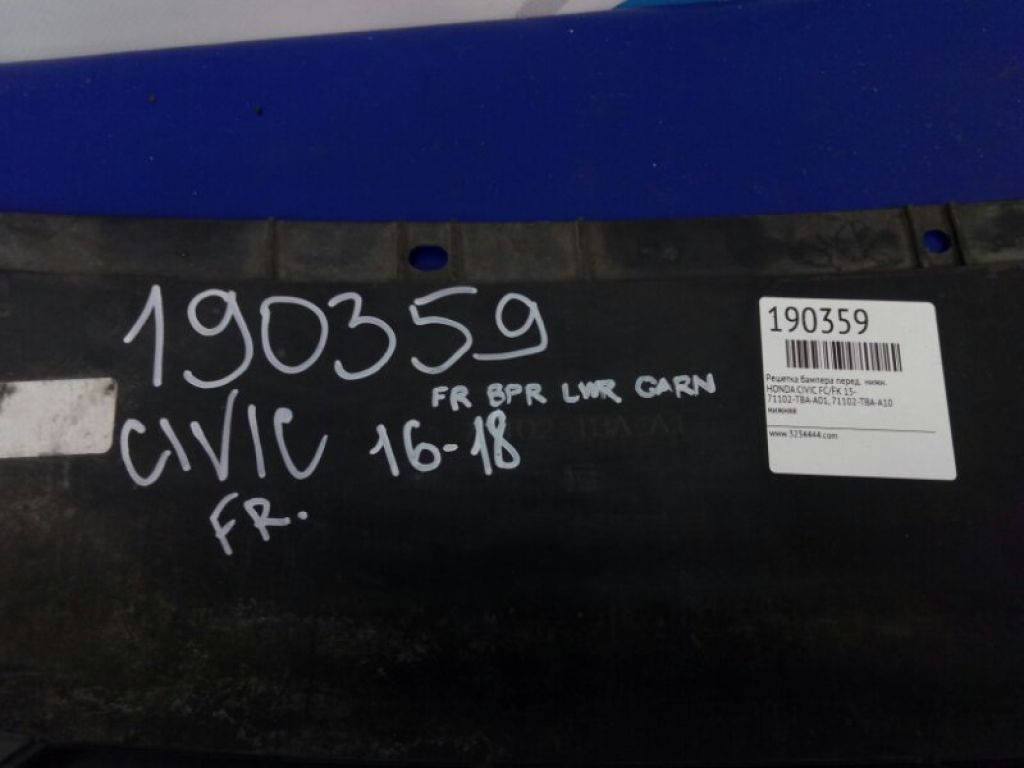 190359
FR BPR LWR GARN
CIVIC 16-18
FR.
190359
Решетка бампера перед. нижн.
HONDA CIVIC FC/FK 15-
71102-TBA-A01, 71102-TBA-A10
нижняя
www.3254444.com